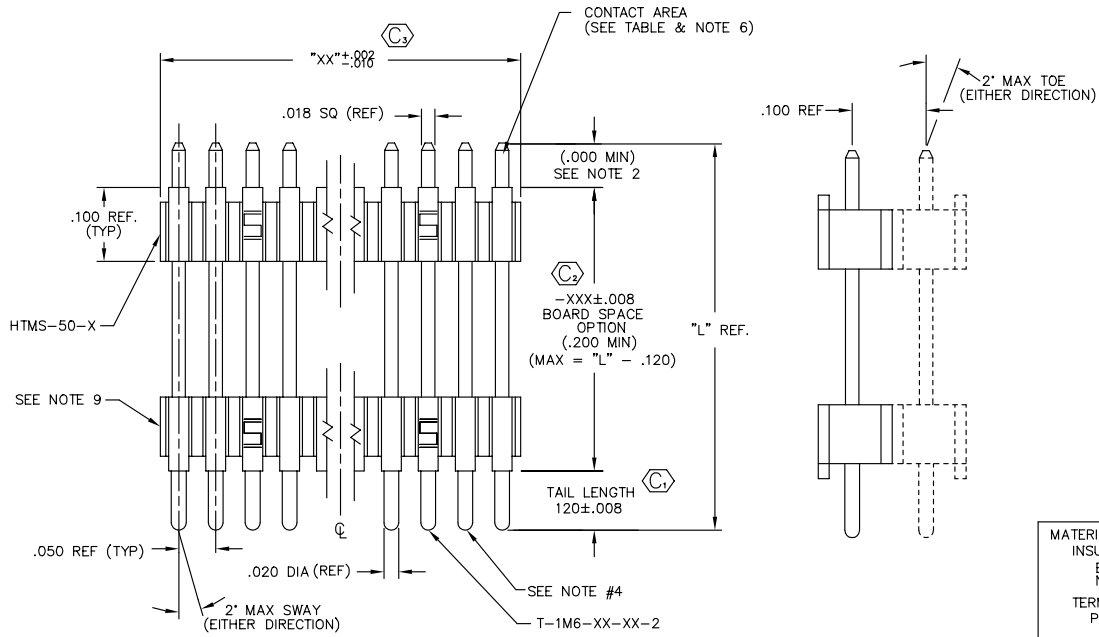 CONTACT AREA
(SEE TABLE & NOTE 6)
C3
"XX"+.002
-.010
.018 SQ (REF)
2° MAX TOE
(EITHER DIRECTION)
.100 REF
(.000 MIN)
SEE NOTE 2
.100 REF.
(TYP)
C2
-XXX±.008
BOARD SPACE
OPTION
(.200 MIN)
(MAX = "L" - .120)
"L" REF.
HTMS-50-X
SEE NOTE 9
C1
TAIL LENGTH
120±.008
C
L
.050 REF (TYP)
.020 DIA (REF)
SEE NOTE #4
2° MAX SWAY
(EITHER DIRECTION)
T-1M6-XX-XX-2
MATERI
INSU
TERM
P